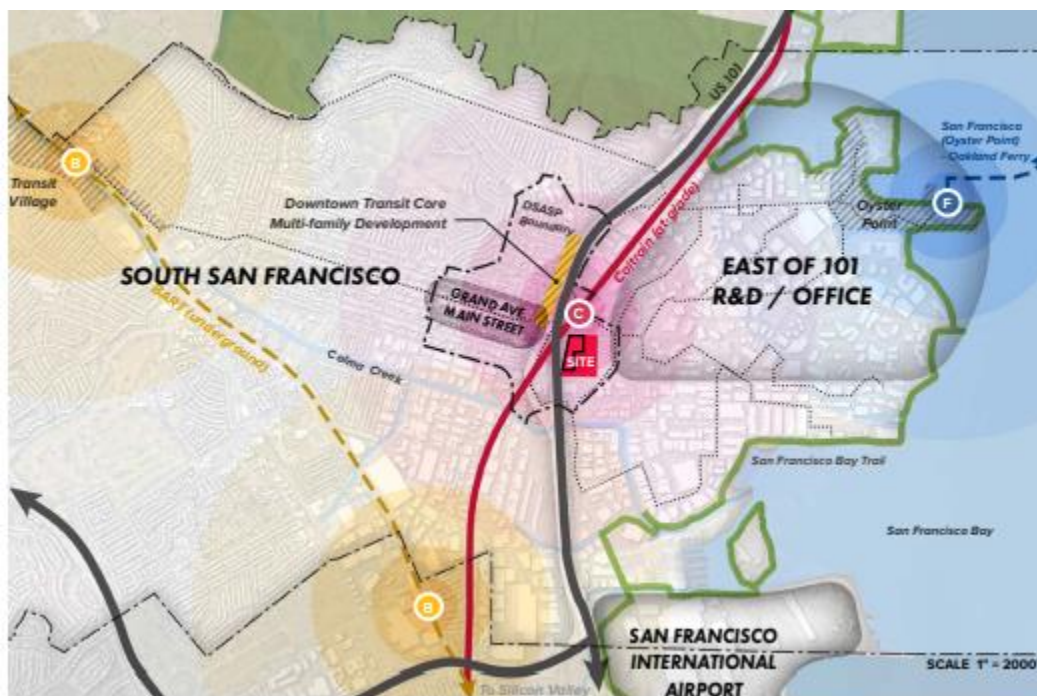 US 101
San Francisco
(Oyster Point)
- Oakland Ferry
B
F
Transit
Village
Downtown Transit Core
Multi-family Development
DSASP
Boundary
Caltrain (at-grade)
Oyster
Point
SOUTH SAN FRANCISCO
EAST OF 101
R&D / OFFICE
GRAND AVE.
MAIN STREET
C
SITE
BART (underground)
Colma Creek
San Francisco Bay Trail
San Francisco Bay
B
SAN FRANCISCO
INTERNATIONAL
AIRPORT
SCALE 1" = 2000'
To Silicon Valley